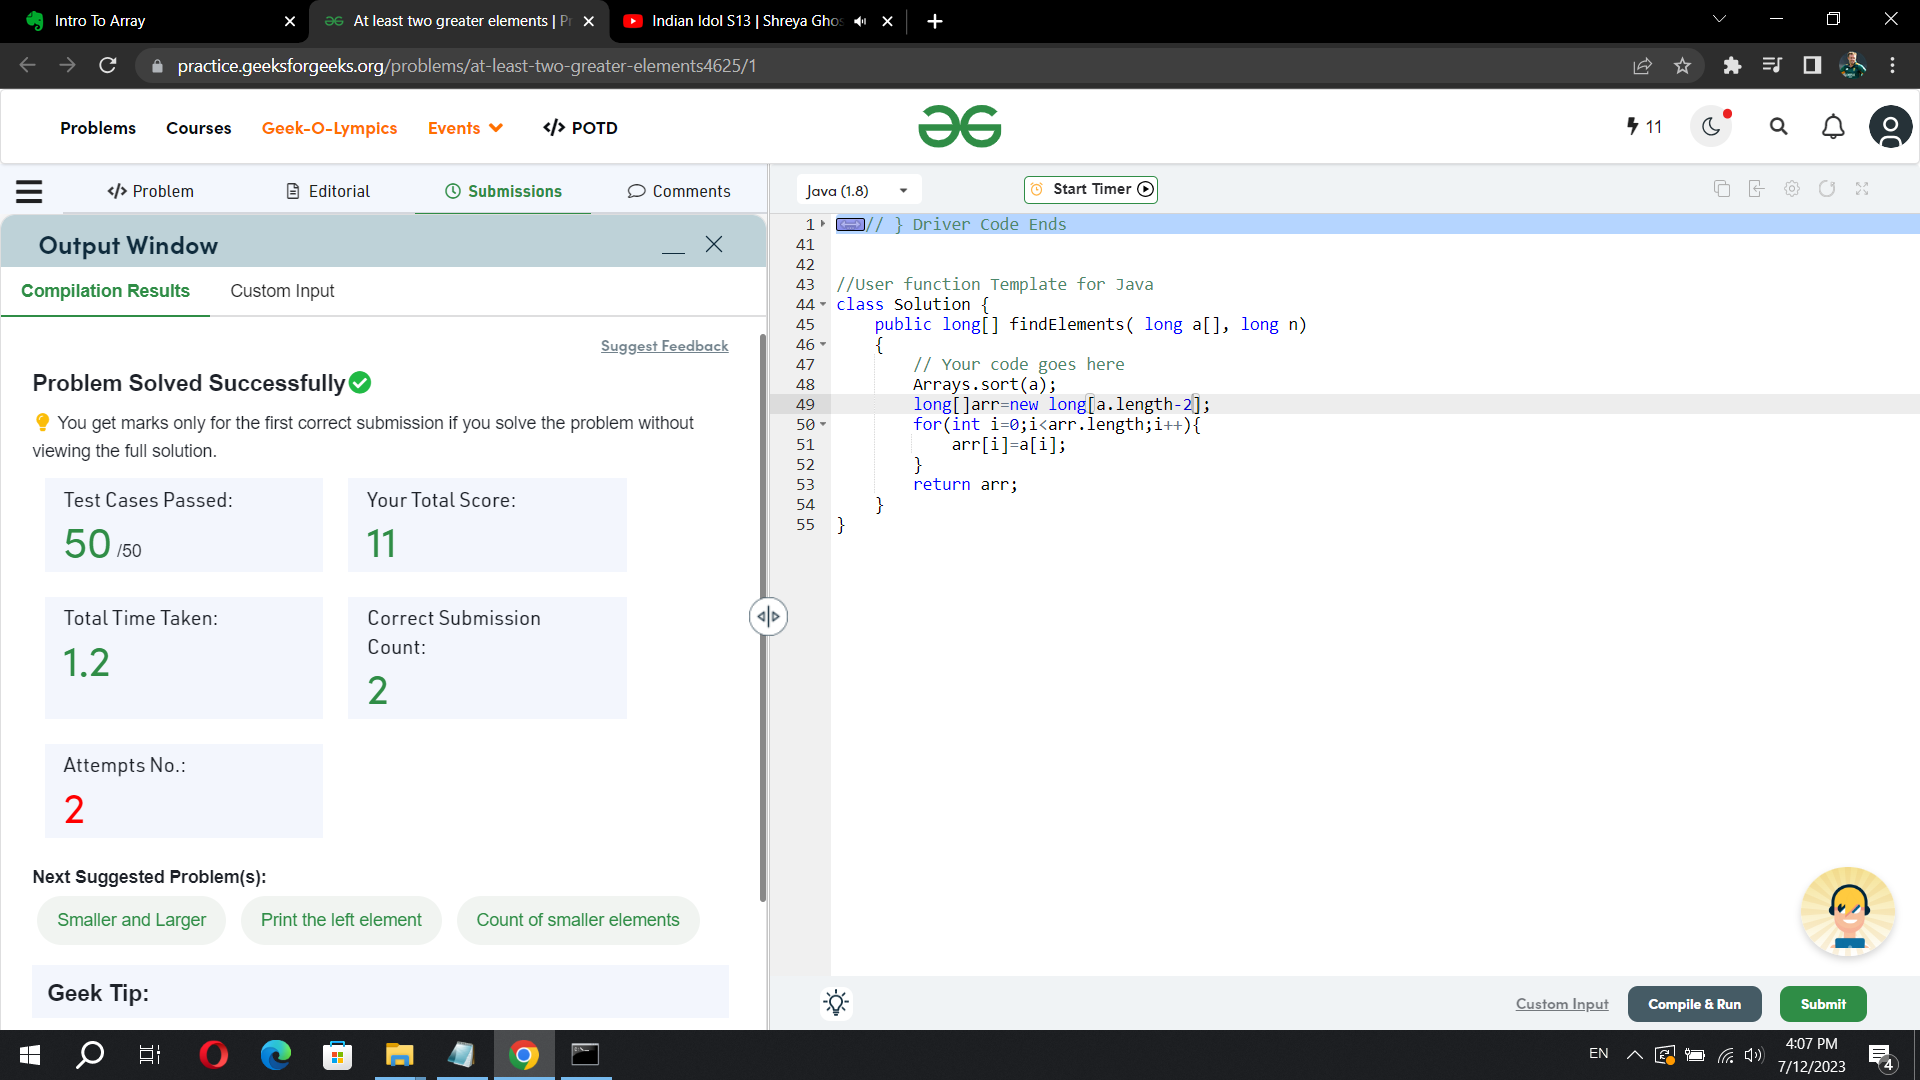 Intro To Array
At least two greater elements | Pr
Indian Idol S13 | Shreya Ghos
practice.geeksforgeeks.org/problems/at-least-two-greater-elements4625/1
Problems
Courses
Geek-O-Lympics
Events
</> POTD
11
</> Problem
Editorial
Submissions
Comments
Java (1.8)
Start Timer
Output Window
Compilation Results
Custom Input
Suggest Feedback
Problem Solved Successfully
You get marks only for the first correct submission if you solve the problem without
viewing the full solution.
Test Cases Passed:
50 /50
Your Total Score:
11
Total Time Taken:
1.2
Correct Submission
Count:
2
Attempts No.:
2
Next Suggested Problem(s):
Smaller and Larger
Print the left element
Count of smaller elements
Geek Tip:
1 // } Driver Code Ends
41
42
43 //User function Template for Java
44 class Solution {
45 public long[] findElements( long a[], long n)
46 {
47 // Your code goes here
48 Arrays.sort(a);
49 long[]arr=new long[a.length-2];
50 for(int i=0;i<arr.length;i++){
51 arr[i]=a[i];
52 }
53 return arr;
54 }
55 }
Custom Input
Compile & Run
Submit
EN
4:07 PM
7/12/2023
4